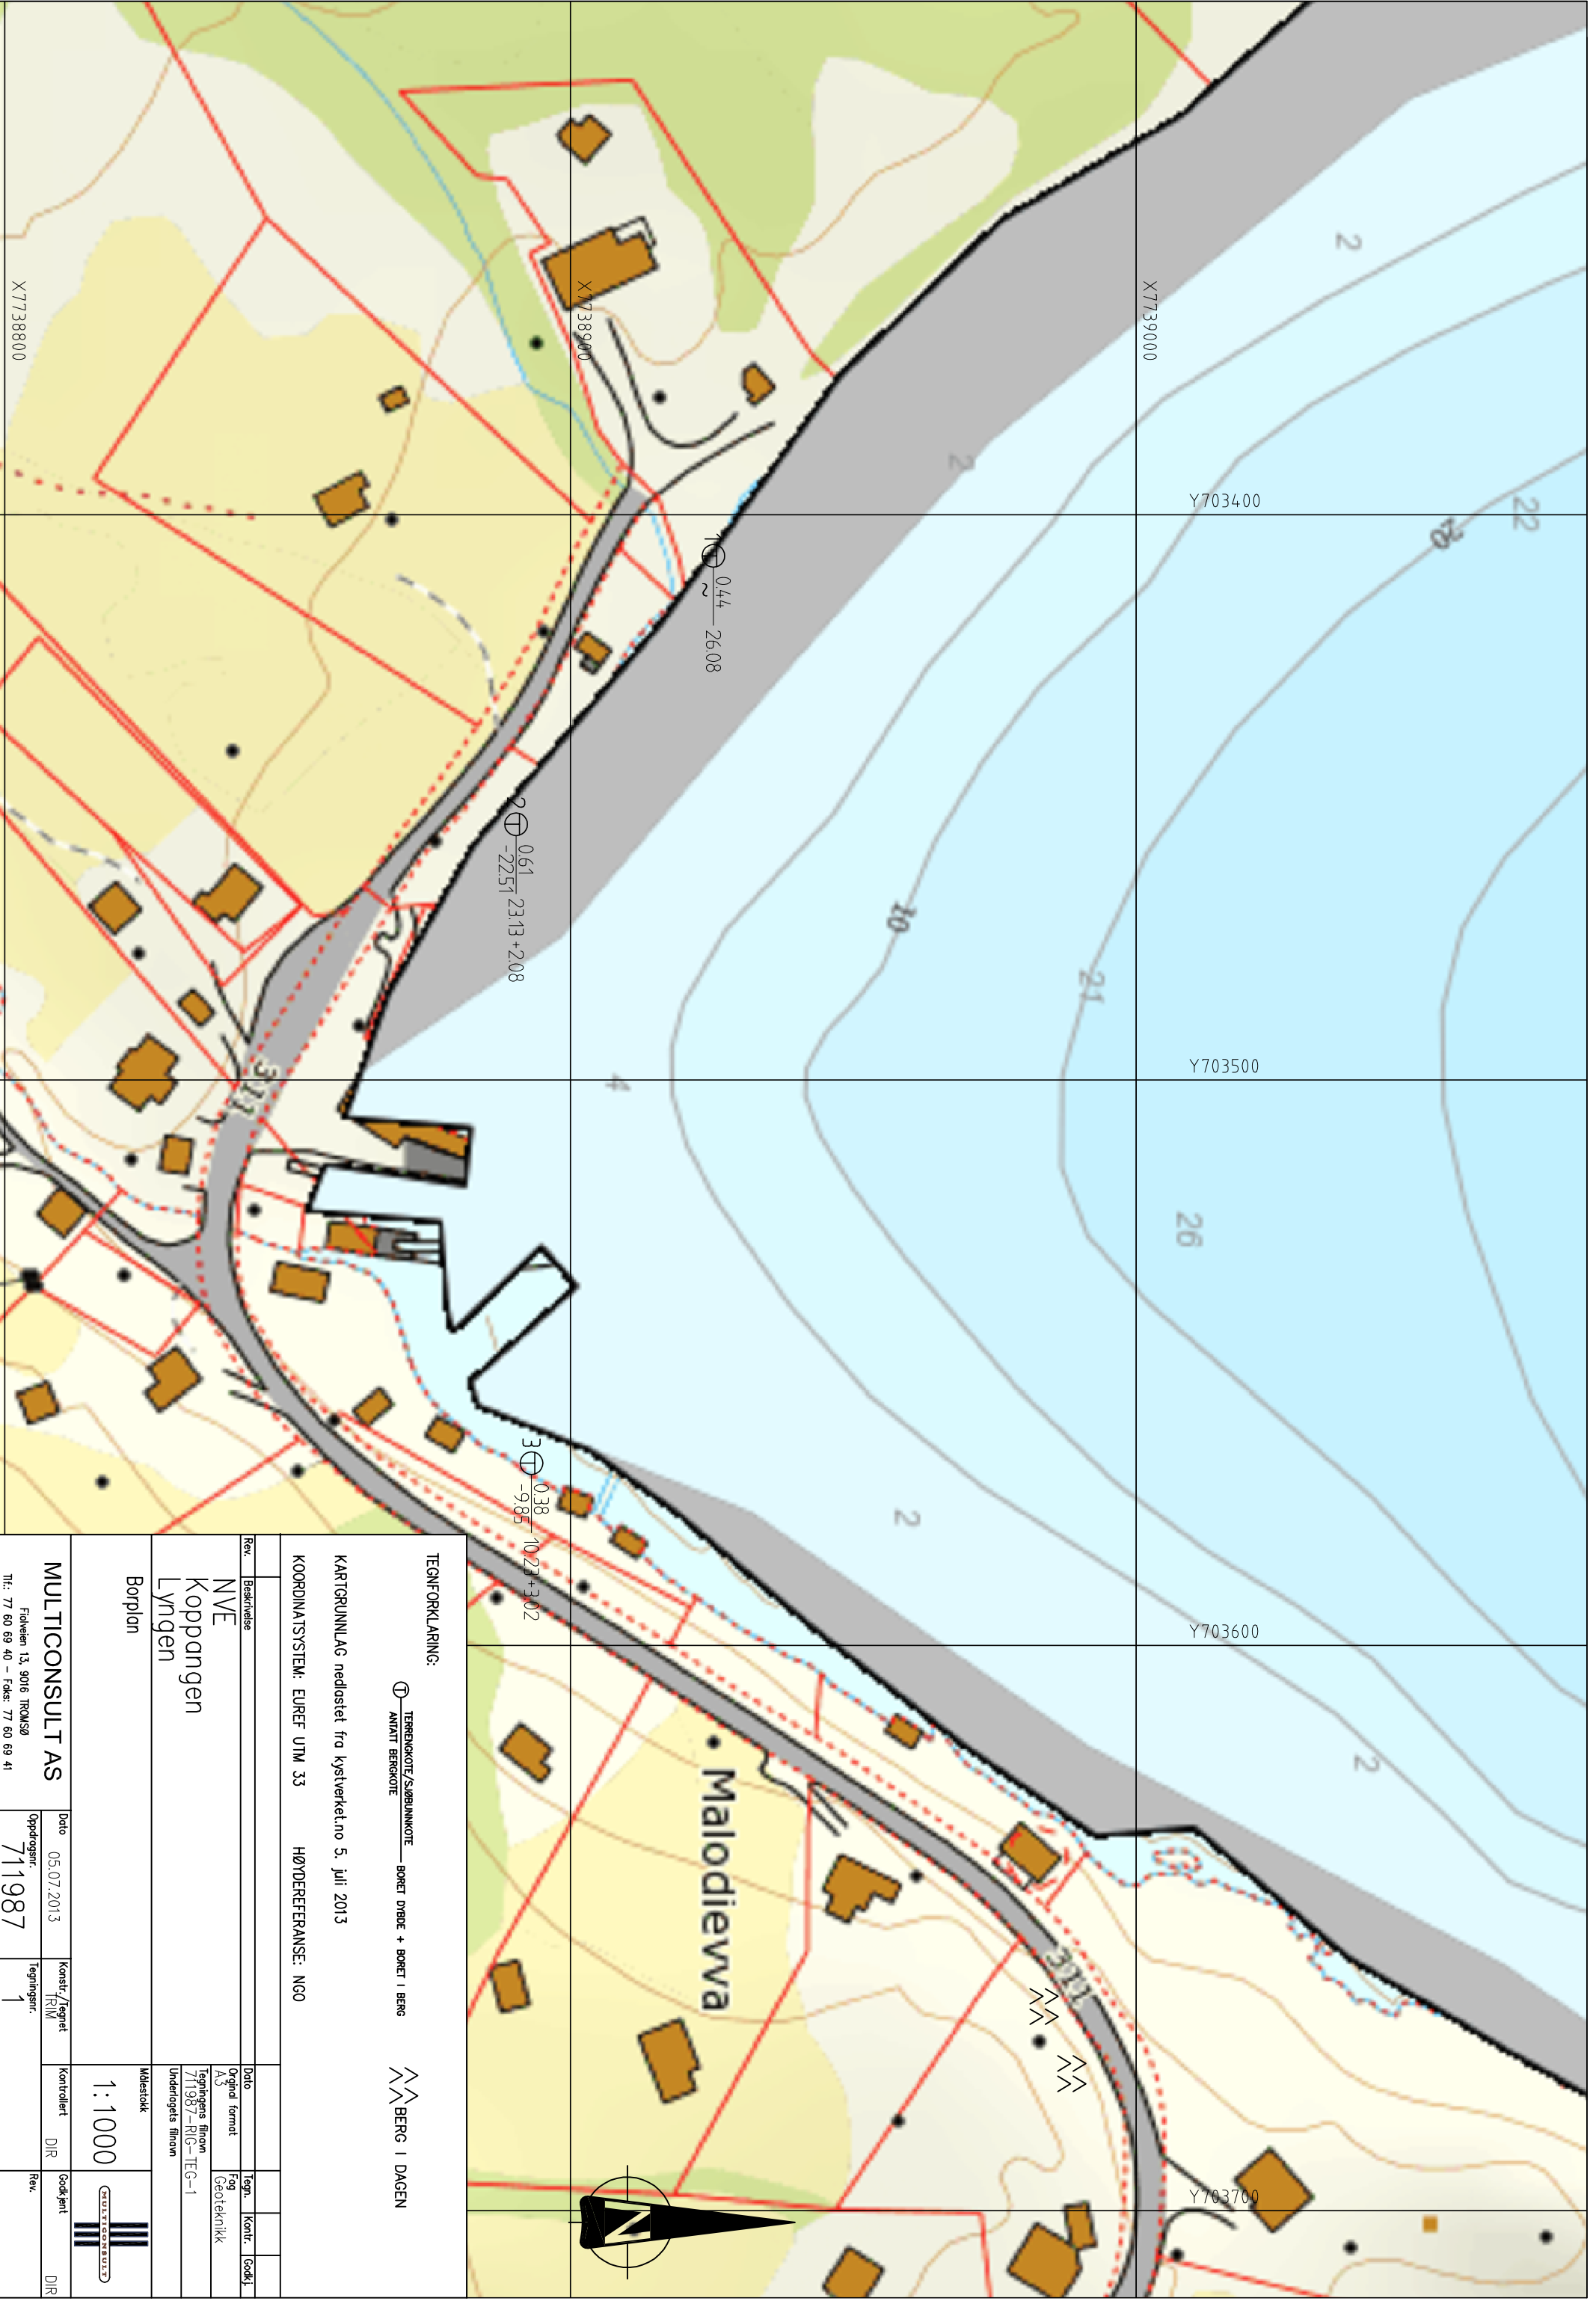 X7738800
X7738900
X7739000
Y703400
Y703500
Y703600
Y703700
2
2
22
20
10
21
4
26
2
2
1 T 0.44 26.08
~
2 T 0.61 23.13+2.08
-22.51
3 T 0.38 10.23+3.02
-9.85
311
311
Malodievva
TEGNFORKLARING:
T TERRENGKOTE/SJØBUNNKOTE BORET DYBDE + BORET I BERG
ANTATT BERGKOTE
BERG I DAGEN
KARTGRUNNLAG nedlastet fra kystverket.no 5. juli 2013
KOORDINATSYSTEM: EUREF UTM 33 HØYDEREFERANSE: NGO
Rev. Beskrivelse Dato Tegn. Kontr. Godkj.
NVE
Koppangen
Lyngen
Original format
A3
Fag
Geoteknikk
Tegningens filnavn
711987-RIG-TEG-1
Underlagets filnavn
Borplan
Målestokk
1:1000
MULTICONSULT
MULTICONSULT AS
Fiolveien 13, 9016 TROMSØ
Tlf.: 77 60 69 40 - Faks: 77 60 69 41
Dato 05.07.2013
Konstr./Tegnet TRIM
Kontrollert DIR
Godkjent DIR
Oppdragsnr. 711987
Tegningsnr. 1
Rev.